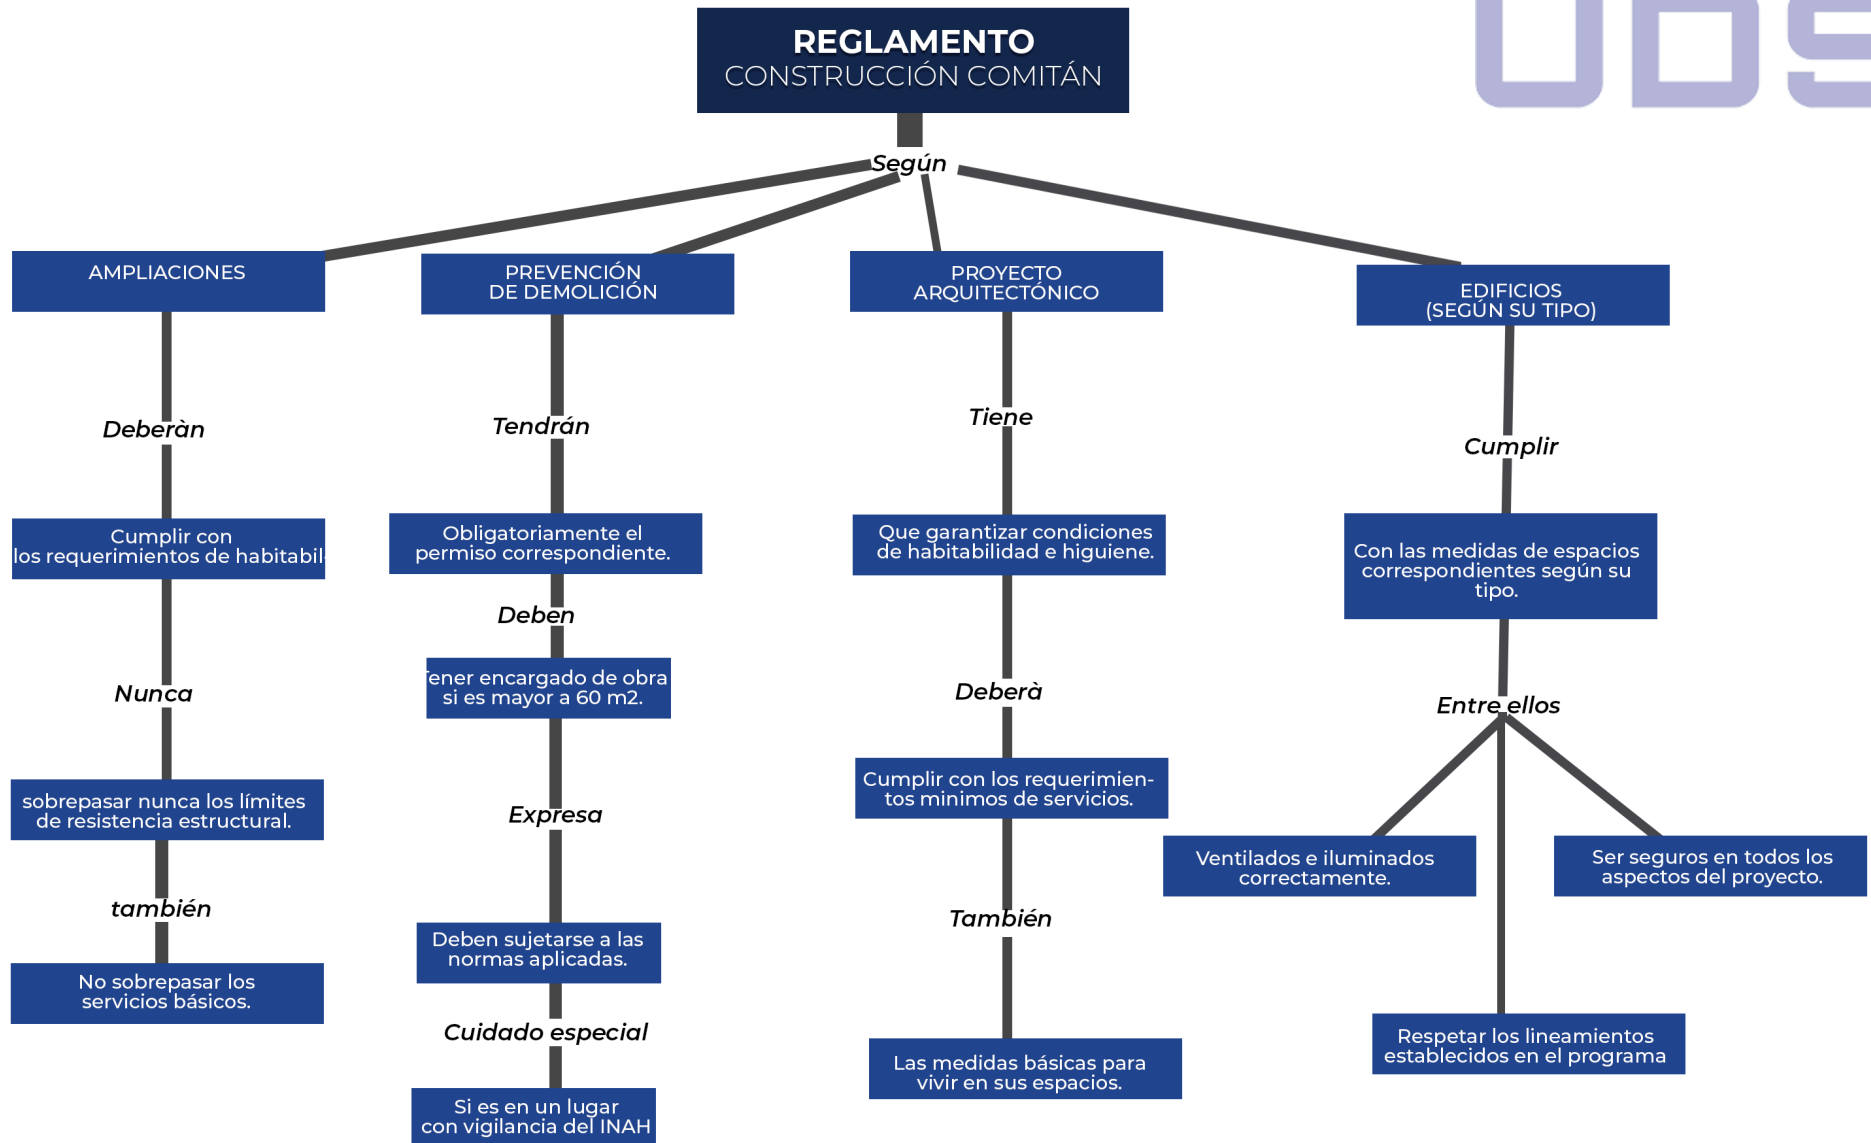 UDS
REGLAMENTO
CONSTRUCCIÓN COMITÁN
Según
AMPLIACIONES
Deberàn
Cumplir con
los requerimientos de habitabil-
Nunca
sobrepasar nunca los límites
de resistencia estructural.
también
No sobrepasar los
servicios básicos.
PREVENCIÓN
DE DEMOLICIÓN
Tendrán
Obligatoriamente el
permiso correspondiente.
Deben
Tener encargado de obra
si es mayor a 60 m2.
Expresa
Deben sujetarse a las
normas aplicadas.
Cuidado especial
Si es en un lugar
con vigilancia del INAH
PROYECTO
ARQUITECTÓNICO
Tiene
Que garantizar condiciones
de habitabilidad e higuiene.
Deberà
Cumplir con los requerimien-
tos minimos de servicios.
También
Las medidas básicas para
vivir en sus espacios.
EDIFICIOS
(SEGÚN SU TIPO)
Cumplir
Con las medidas de espacios
correspondientes según su
tipo.
Entre ellos
Ventilados e iluminados
correctamente.
Ser seguros en todos los
aspectos del proyecto.
Respetar los lineamientos
establecidos en el programa